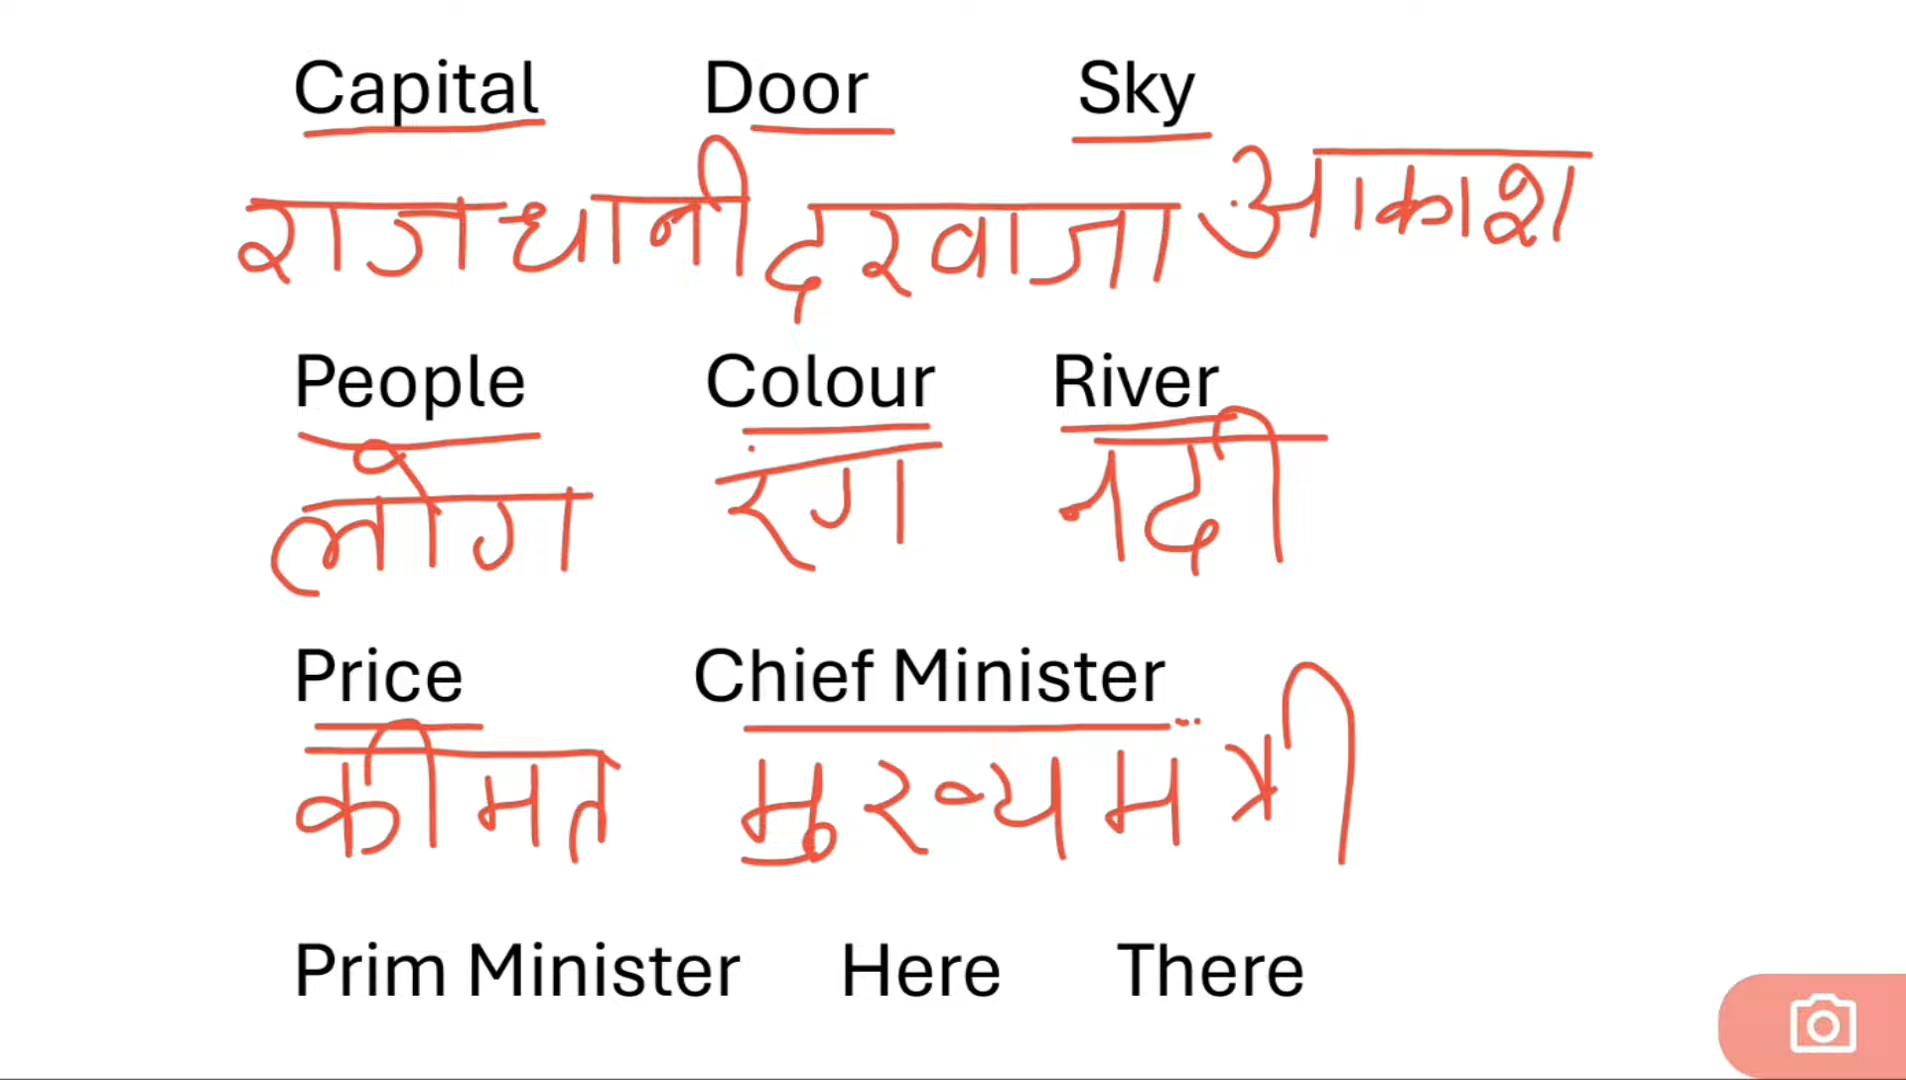 Capital Door Sky
राजधानी दरवाजा आकाश
People Colour River
लोग रंग नदी
Price Chief Minister
कीमत मुख्यमंत्री
Prim Minister Here There